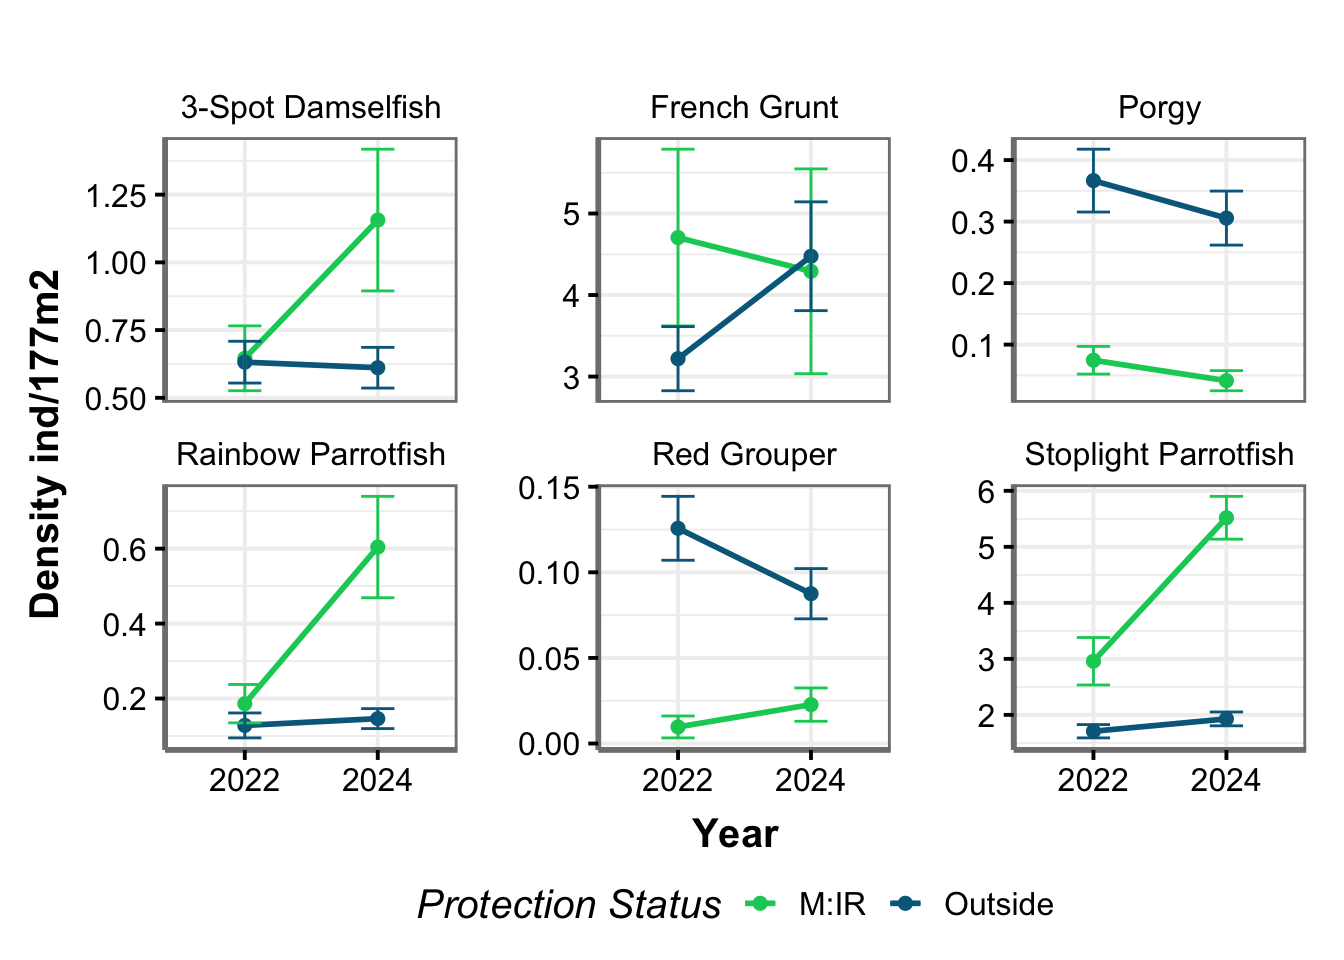 3-Spot Damselfish
French Grunt
Porgy
1.25
1.00
0.75
0.50
5
4
3
0.4
0.3
0.2
0.1
Density ind/177m2
Rainbow Parrotfish
Red Grouper
Stoplight Parrotfish
0.6
0.4
0.2
0.15
0.10
0.05
0.00
6
5
4
3
2
2022 2024
2022 2024
2022 2024
Year
Protection Status M:IR Outside